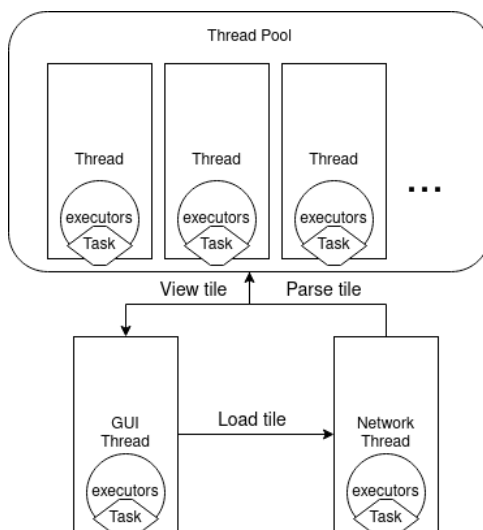 Thread Pool
Thread
Thread
Thread
...
executors
executors
executors
Task
Task
Task
View tile
Parse tile
Load tile
GUI
Thread
Network
Thread
executors
executors
Task
Task